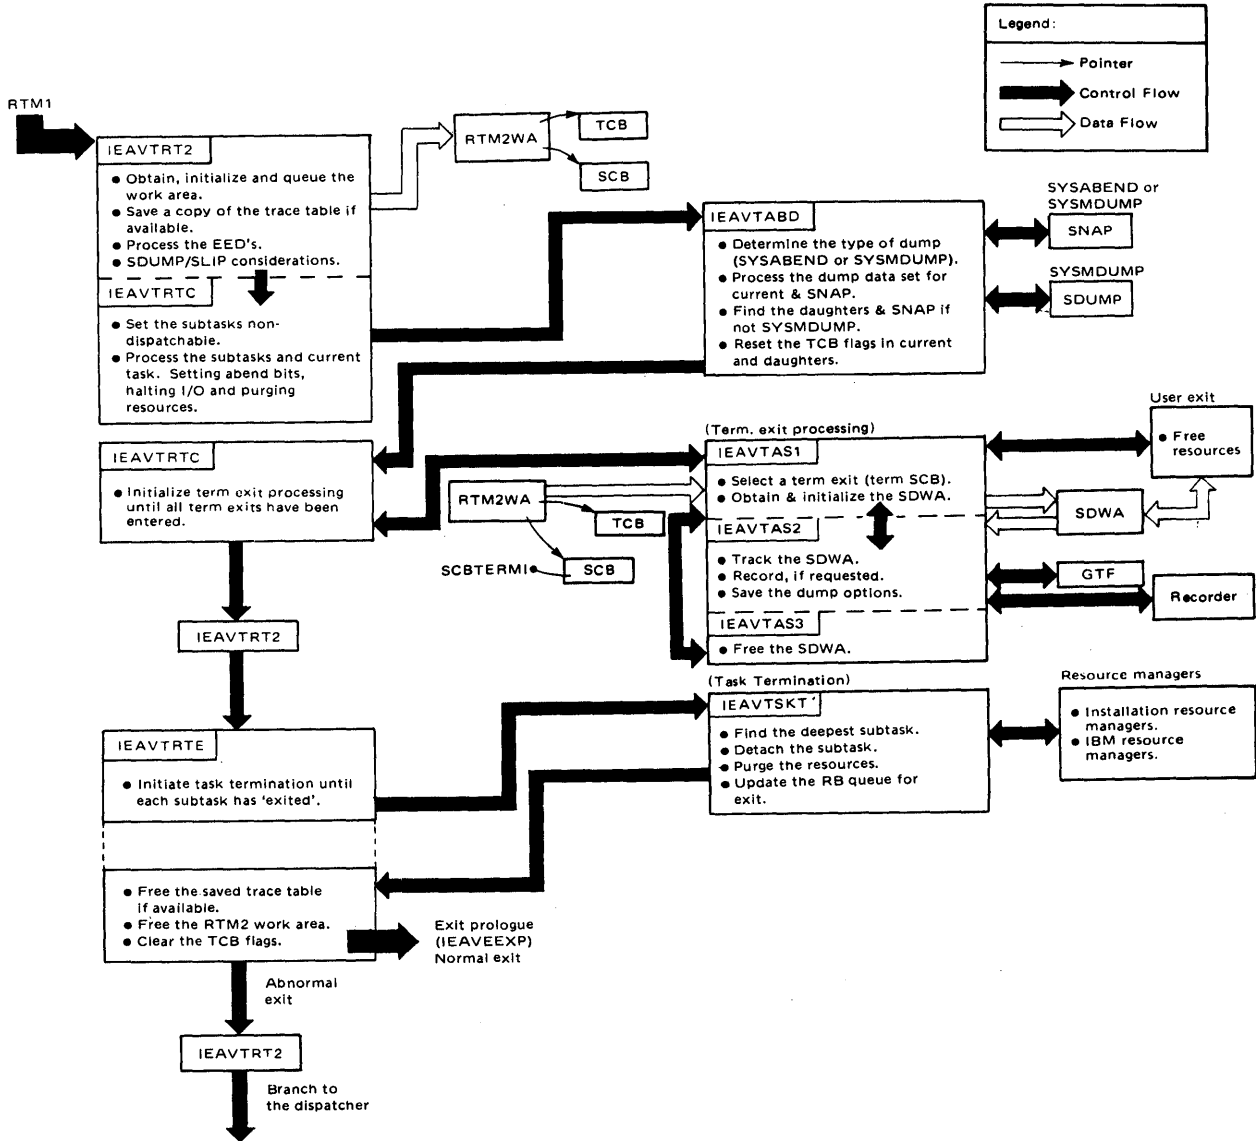 Legend:
Pointer
Control Flow
Data Flow
RTM1
IEAVTRT2
• Obtain, initialize and queue the
work area.
• Save a copy of the trace table if
available.
• Process the EED's.
• SDUMP/SLIP considerations.
IEAVTRTC
• Set the subtasks non-
dispatchable.
• Process the subtasks and current
task. Setting abend bits,
halting I/O and purging
resources.
RTM2WA
TCB
SCB
IEAVTABD
• Determine the type of dump
(SYSABEND or SYSMDUMP).
• Process the dump data set for
current & SNAP.
• Find the daughters & SNAP if
not SYSMDUMP.
• Reset the TCB flags in current
and daughters.
SYSABEND or
SYSMDUMP
SNAP
SYSMDUMP
SDUMP
IEAVTRTC
• Initialize term exit processing
until all term exits have been
entered.
RTM2WA
TCB
SCBTERMI
SCB
(Term. exit processing)
IEAVTAS1
• Select a term exit (term SCB).
• Obtain & initialize the SDWA.
IEAVTAS2
• Track the SDWA.
• Record, if requested.
• Save the dump options.
IEAVTAS3
• Free the SDWA.
User exit
• Free
resources
SDWA
GTF
Recorder
IEAVTRT2
IEAVTRTE
• Initiate task termination until
each subtask has 'exited'.
(Task Termination)
IEAVTSKT
• Find the deepest subtask.
• Detach the subtask.
• Purge the resources.
• Update the RB queue for
exit.
Resource managers
• Installation resource
managers.
• IBM resource
managers.
• Free the saved trace table
if available.
• Free the RTM2 work area.
• Clear the TCB flags.
Exit prologue
(IEAVEEXP)
Normal exit
Abnormal
exit
IEAVTRT2
Branch to
the dispatcher